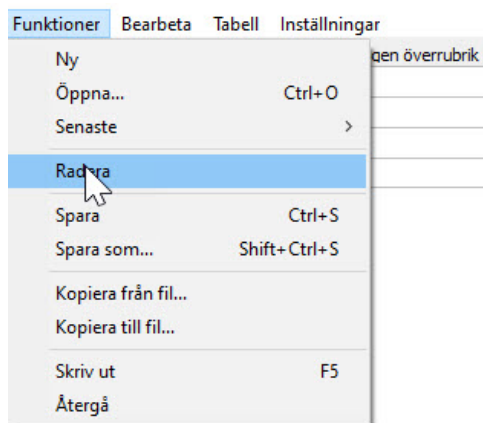 Funktioner Bearbeta Tabell Inställningar
Ny
gen överrubrik
Öppna... Ctrl+O
Senaste >
Radera
Spara Ctrl+S
Spara som... Shift+Ctrl+S
Kopiera från fil...
Kopiera till fil...
Skriv ut F5
Återgå